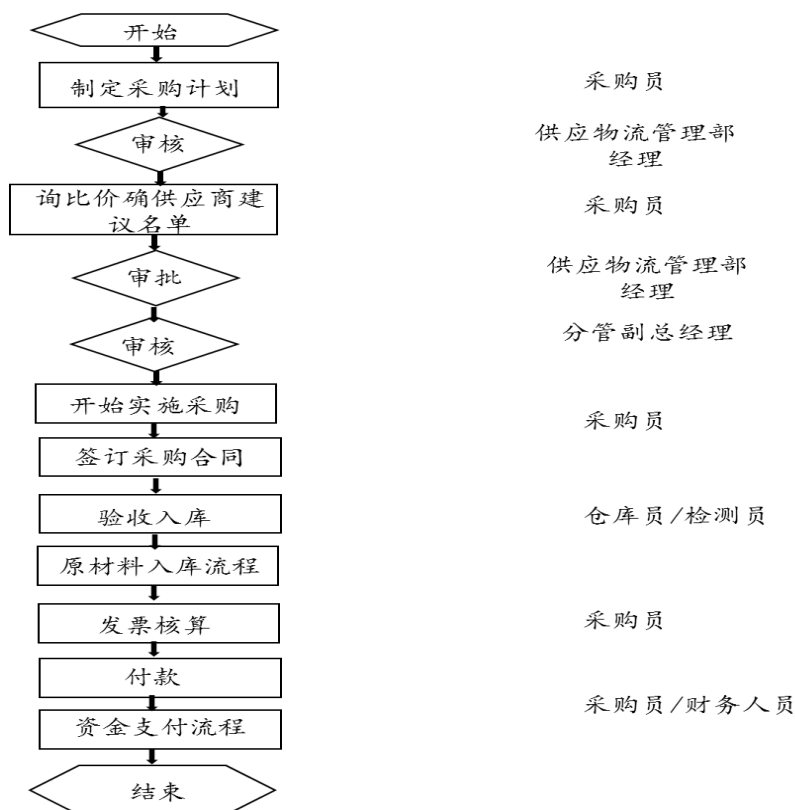 开始
制定采购计划
采购员
审核
供应物流管理部
经理
询比价确供应商建
议名单
采购员
审批
供应物流管理部
经理
审核
分管副总经理
开始实施采购
采购员
签订采购合同
验收入库
仓库员/检测员
原材料入库流程
发票核算
采购员
付款
采购员/财务人员
资金支付流程
结束